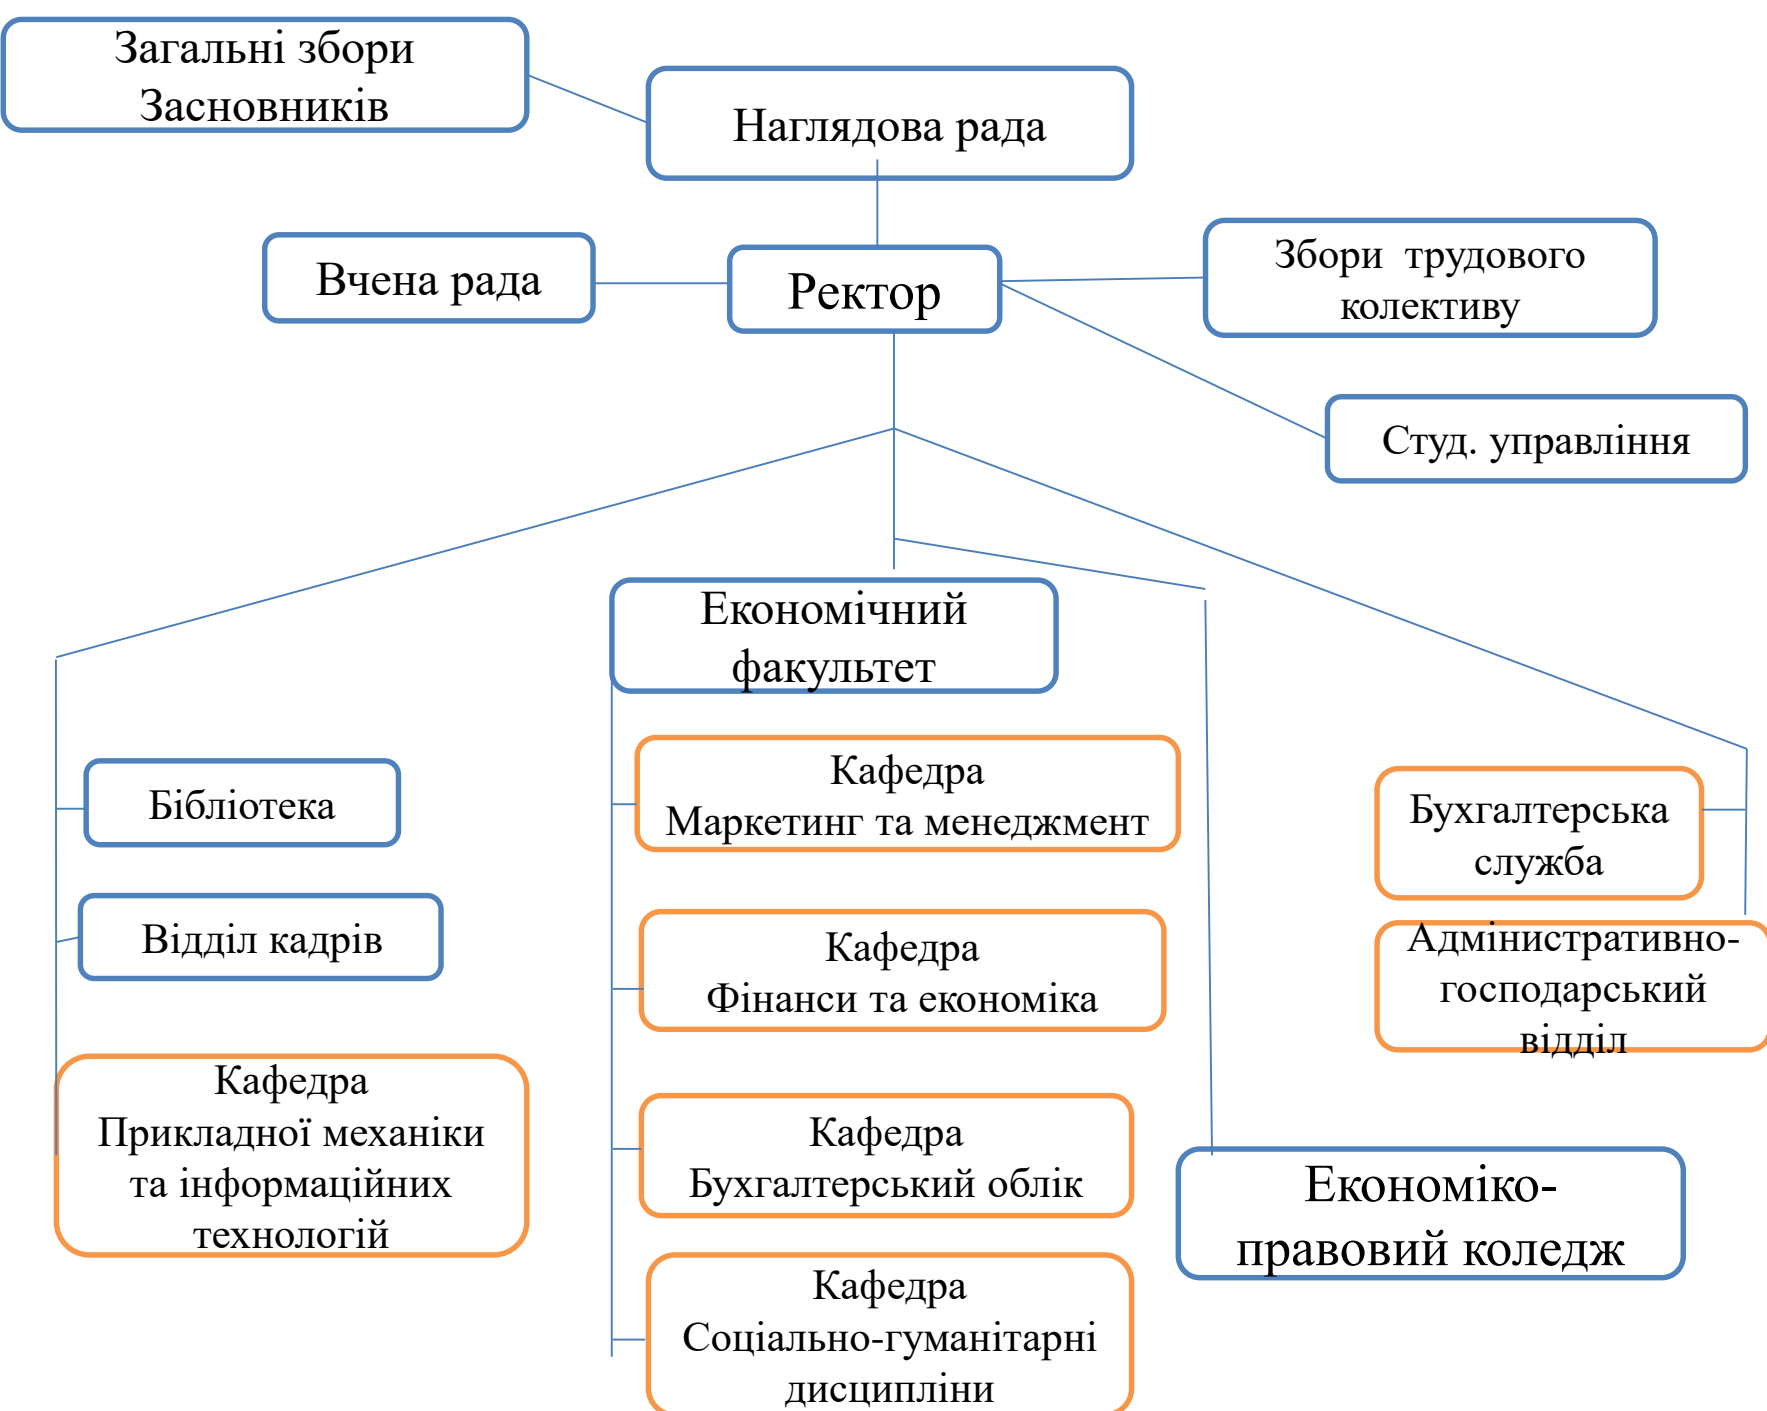 Загальні збори
Засновників
Наглядова рада
Вчена рада
Ректор
Збори  трудового
колективу
Студ. управління
Економічний
факультет
Бібліотека
Відділ кадрів
Кафедра
Прикладної механіки
та інформаційних
технологій
Кафедра
Маркетинг та менеджмент
Кафедра
Фінанси та економіка
Кафедра
Бухгалтерський облік
Кафедра
Соціально-гуманітарні
дисципліни
Бухгалтерська
служба
Адміністративно-
господарський
відділ
Економіко-
правовий коледж